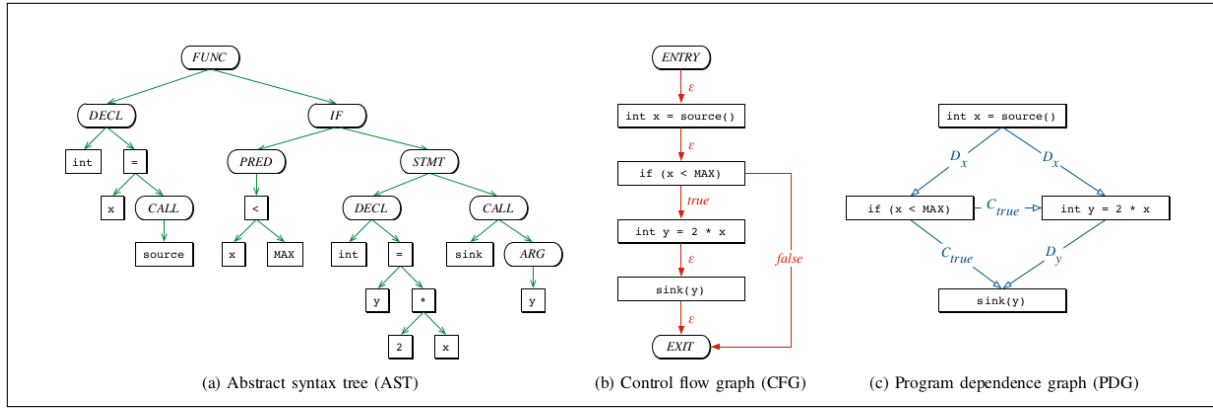 FUNC
DECL
IF
int
=
PRED
STMT
x
CALL
<
DECL
CALL
source
x
MAX
int
=
sink
ARG
y
*
y
2
x
(a) Abstract syntax tree (AST)
ENTRY
ε
int x = source()
ε
if (x < MAX)
true
int y = 2 * x
false
ε
sink(y)
ε
EXIT
(b) Control flow graph (CFG)
int x = source()
Dx
Dx
if (x < MAX)
Ctrue
int y = 2 * x
Ctrue
Dy
sink(y)
(c) Program dependence graph (PDG)